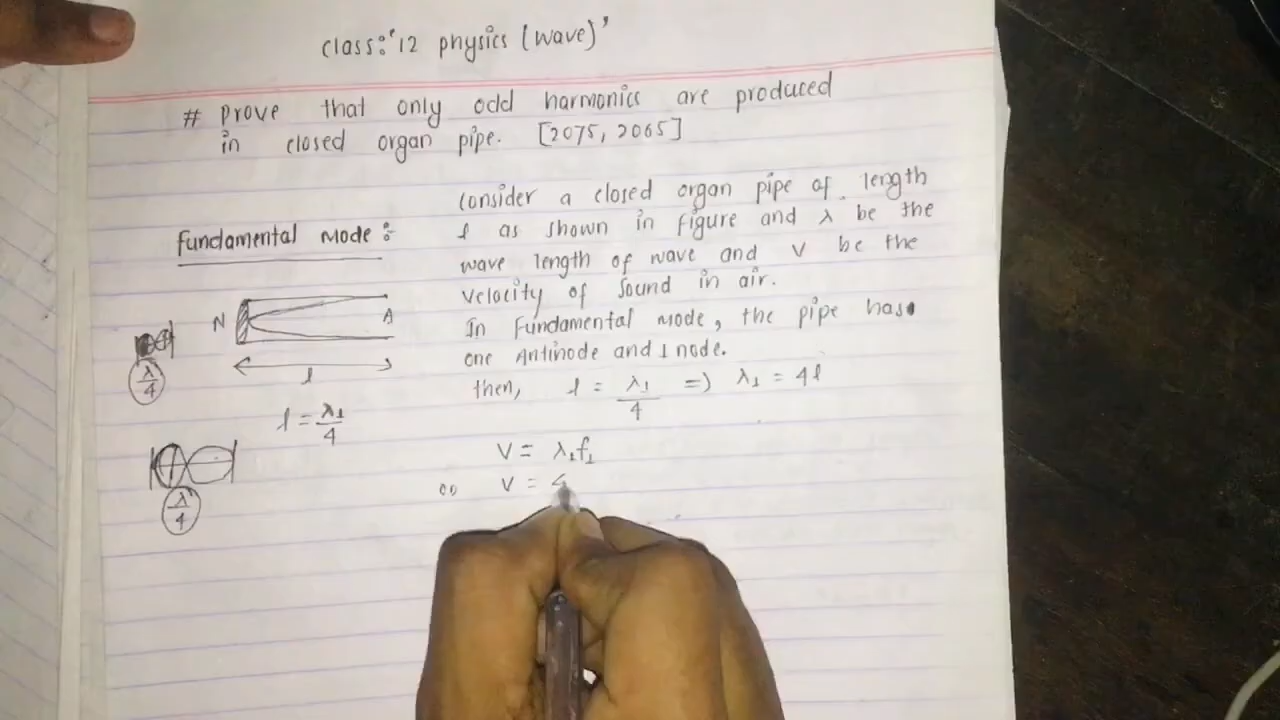 class:'12 physics (wave)'
# prove that only odd harmonics are produced
in closed organ pipe. [2075, 2065]
Fundamental mode :-
N
A
l
l = λ1/4
λ/4
λ/4
Consider a closed organ pipe of length
l as shown in figure and λ be the
wave length of wave and v be the
velocity of sound in air.
In Fundamental mode, the pipe has
one Antinode and 1 node.
then, l = λ1/4 => λ1 = 4l
V = λ1f1
V = 4